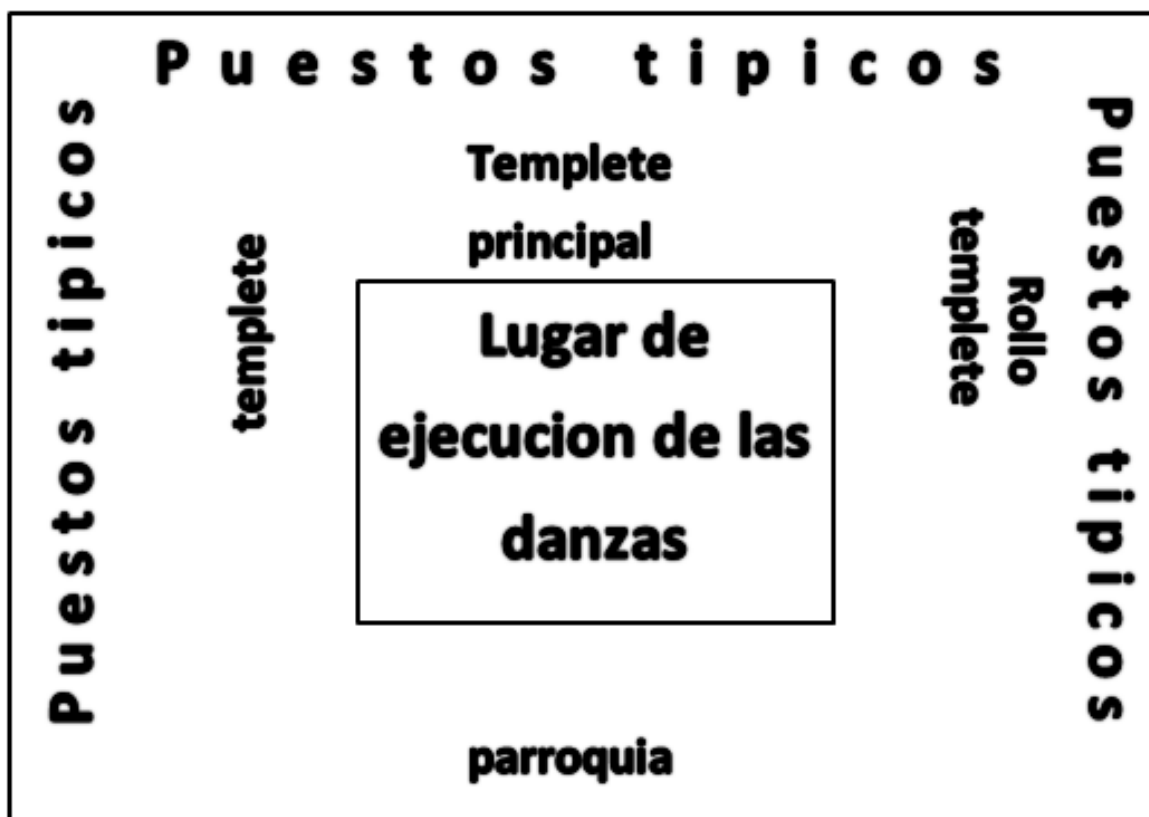 Puestos tipicos
Puestos tipicos
Puestos tipicos
Templete
principal
templete
Rollo
templete
Lugar de
ejecucion de las
danzas
parroquia